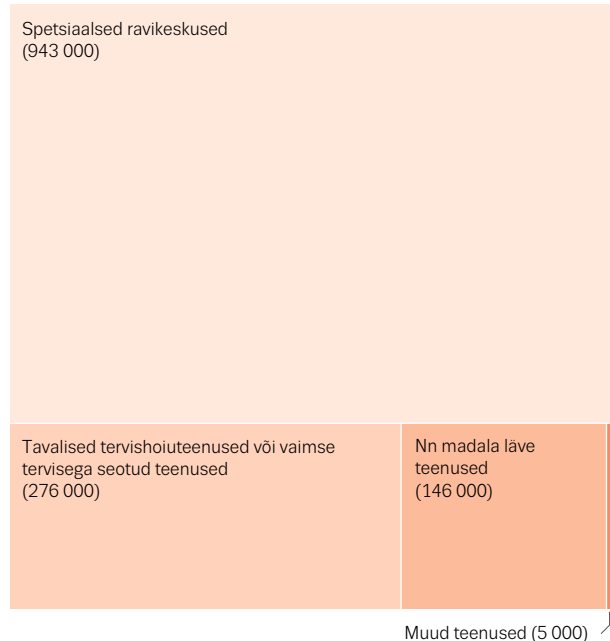 Spetsiaalsed ravikeskused
(943 000)
Tavalised tervishoiuteenused või vaimse
tervisega seotud teenused
(276 000)
Nn madala läve
teenused
(146 000)
Muud teenused (5 000)